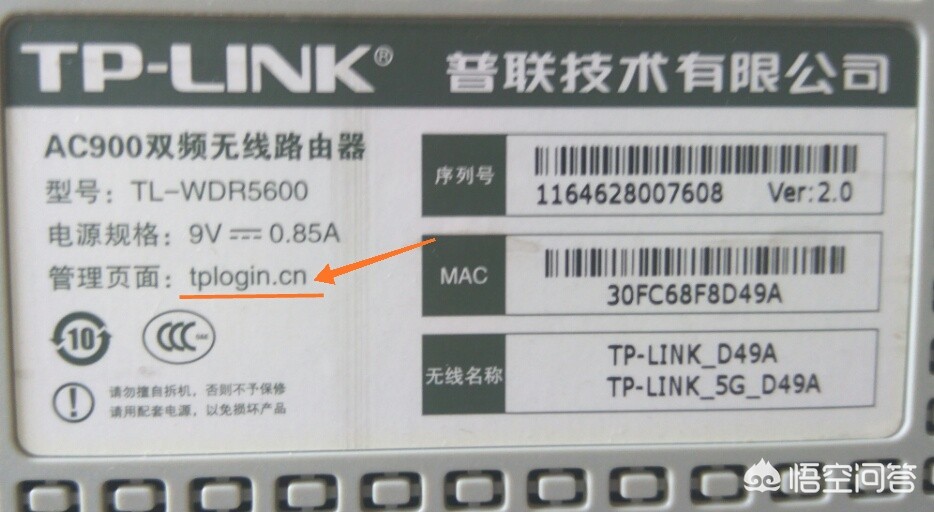 TP-LINK® 普联技术有限公司
AC900双频无线路由器
型号：TL-WDR5600
电源规格：9V⎓0.85A
管理页面：tplogin.cn
10
CCC
S&E
请勿擅自拆机，否则不予保修
请用配套电源，以免损坏产品
序列号
1164628007608 Ver:2.0
MAC
30FC68F8D49A
无线名称
TP-LINK_D49A
TP-LINK_5G_D49A
悟空问答